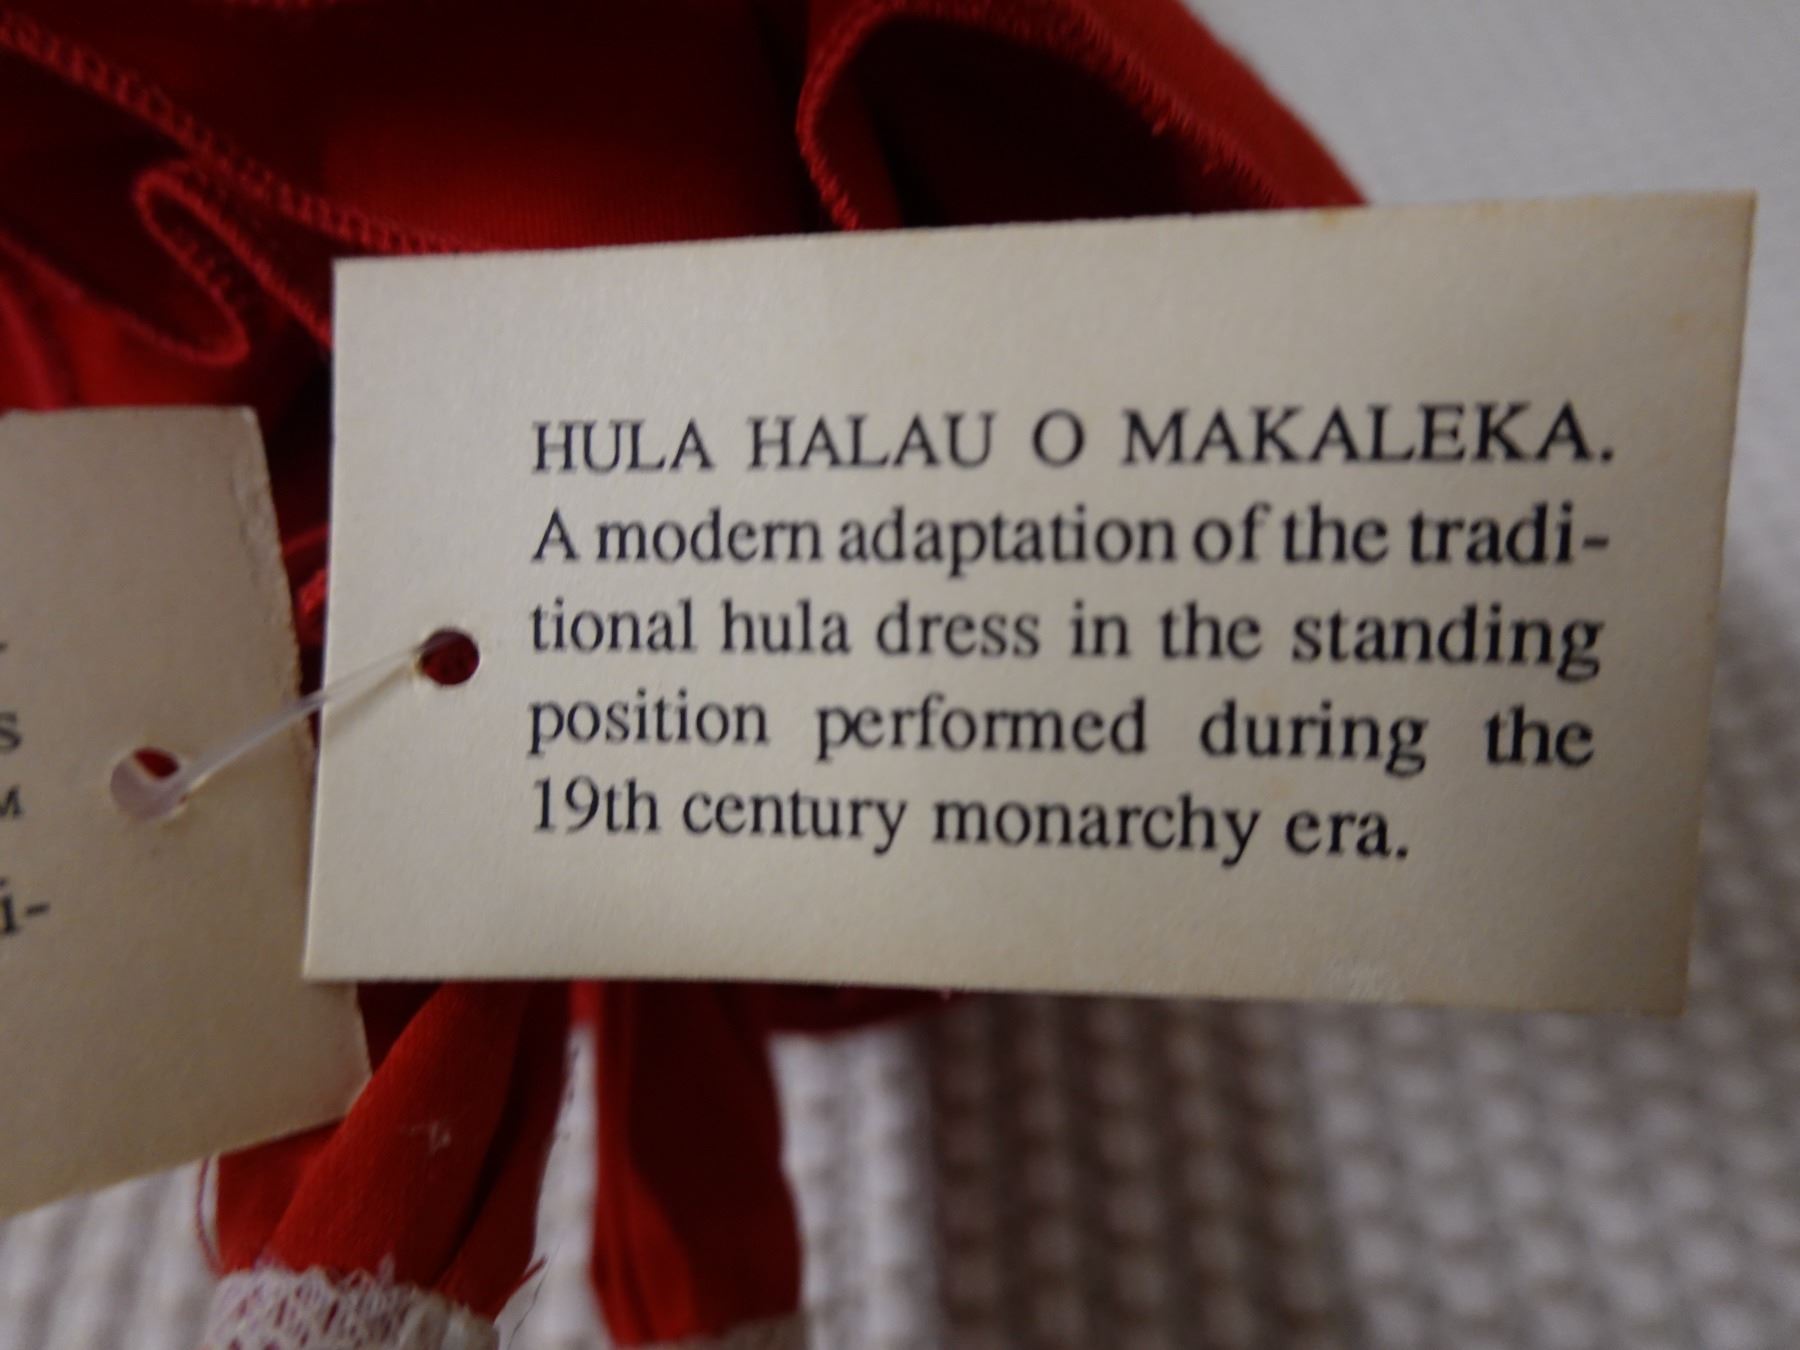 HULA HALAU O MAKALEKA.
A modern adaptation of the tradi-
tional hula dress in the standing
position performed during the
19th century monarchy era.